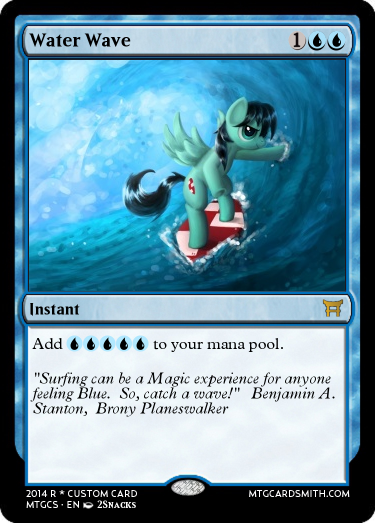 Water Wave 1
Instant
Add to your mana pool.
"Surfing can be a Magic experience for anyone
feeling Blue.  So, catch a wave!"  Benjamin A.
Stanton,  Brony Planeswalker
2014 R * CUSTOM CARD
MTGCS · EN 2SNACKS
MTGCARDSMITH.COM